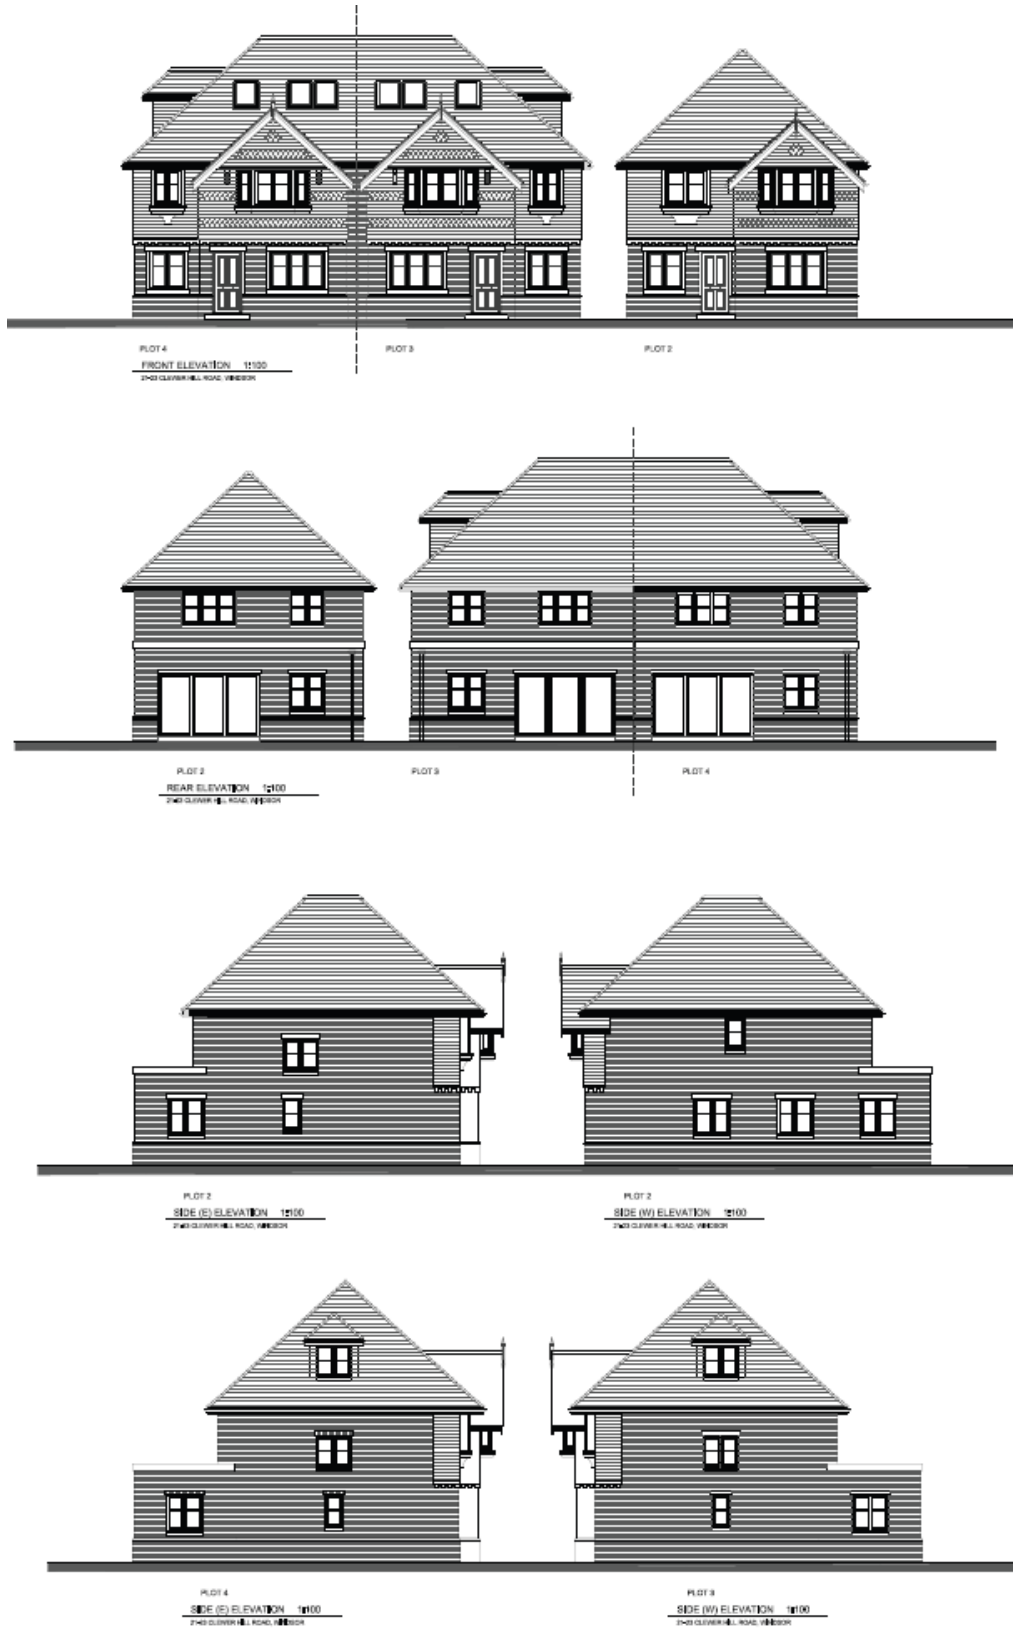 PLOT 4 PLOT 3 PLOT 2
FRONT ELEVATION 1:100
21-23 CLEWER HILL ROAD, WINDSOR
PLOT 2 PLOT 3 PLOT 4
REAR ELEVATION 1:100
21-23 CLEWER HILL ROAD, WINDSOR
PLOT 2 PLOT 2
SIDE (E) ELEVATION 1:100 SIDE (W) ELEVATION 1:100
21-23 CLEWER HILL ROAD, WINDSOR 21-23 CLEWER HILL ROAD, WINDSOR
PLOT 4 PLOT 3
SIDE (E) ELEVATION 1:100 SIDE (W) ELEVATION 1:100
21-23 CLEWER HILL ROAD, WINDSOR 21-23 CLEWER HILL ROAD, WINDSOR